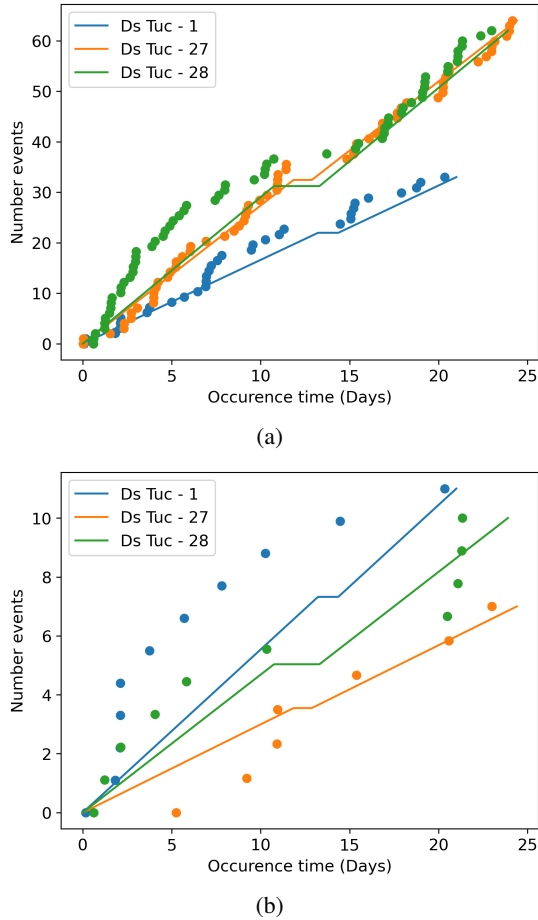 60
50
40
30
20
10
0
Number events
Ds Tuc - 1
Ds Tuc - 27
Ds Tuc - 28
0 5 10 15 20 25
Occurence time (Days)
(a)
10
8
6
4
2
0
Number events
Ds Tuc - 1
Ds Tuc - 27
Ds Tuc - 28
0 5 10 15 20 25
Occurence time (Days)
(b)